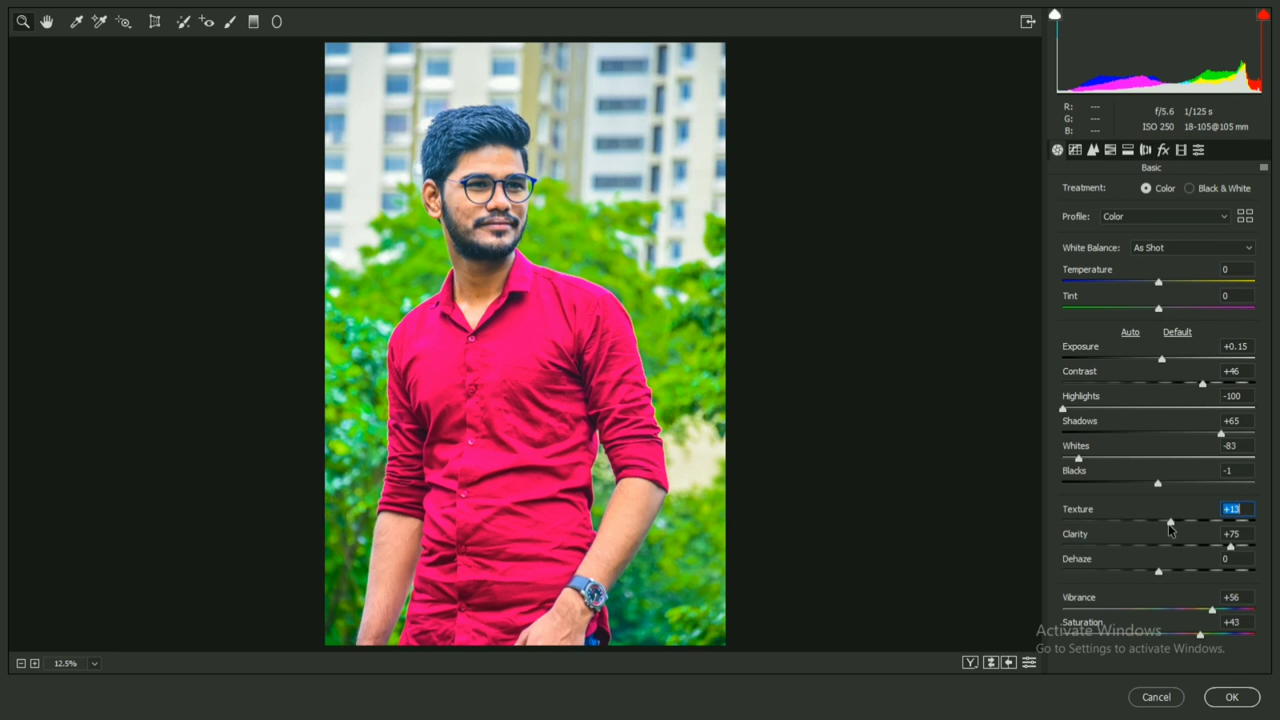 R: ---
G: ---
B: ---
f/5.6 1/125 s
ISO 250 18-105@105 mm
fx
Basic
Treatment: Color Black & White
Profile: Color
White Balance: As Shot
Temperature 0
Tint 0
Auto Default
Exposure +0.15
Contrast +46
Highlights -100
Shadows +65
Whites -83
Blacks -1
Texture +13
Clarity +75
Dehaze 0
Vibrance +56
Saturation +43
Activate Windows
Go to Settings to activate Windows.
12.5% Y
Cancel OK